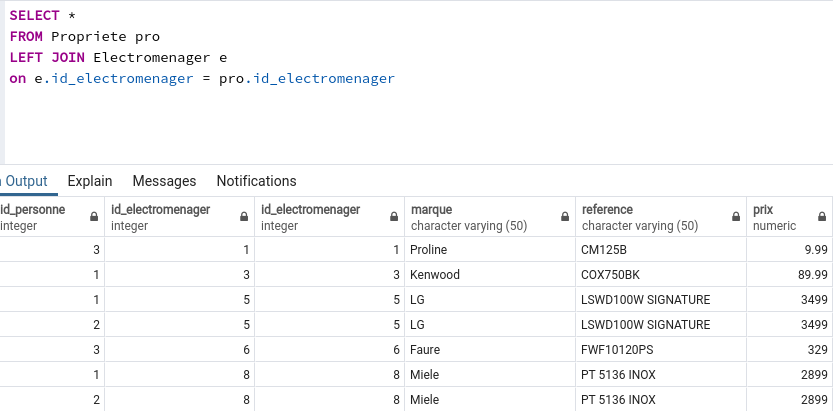 SELECT *
FROM Propriete pro
LEFT JOIN Electromenager e
on e.id_electromenager = pro.id_electromenager
Output Explain Messages Notifications
id_personne id_electromenager id_electromenager marque reference prix
integer integer integer character varying (50) character varying (50) numeric
3 1 1 Proline CM125B 9.99
1 3 3 Kenwood COX750BK 89.99
1 5 5 LG LSWD100W SIGNATURE 3499
2 5 5 LG LSWD100W SIGNATURE 3499
3 6 6 Faure FWF10120PS 329
1 8 8 Miele PT 5136 INOX 2899
2 8 8 Miele PT 5136 INOX 2899